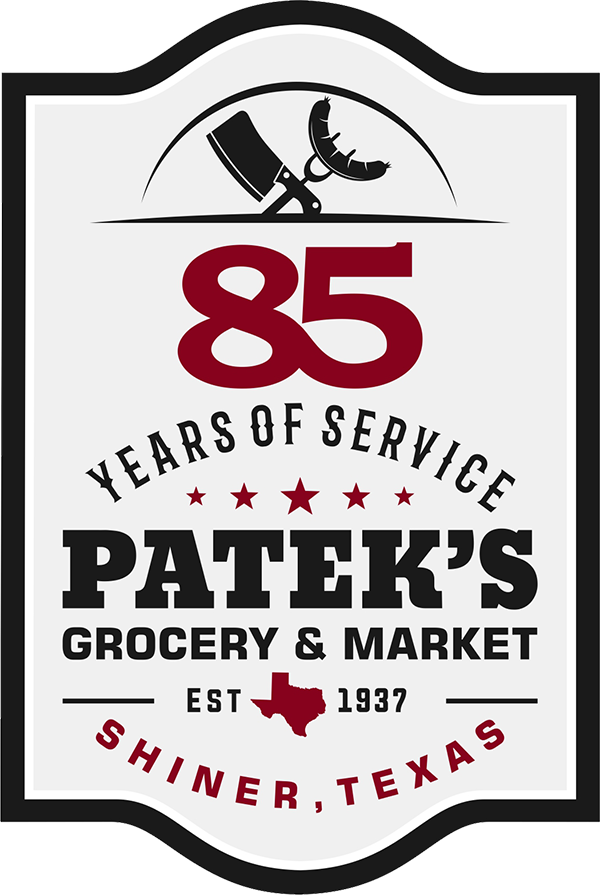 85
YEARS OF SERVICE
PATEK'S
GROCERY & MARKET
EST 1937
SHINER, TEXAS